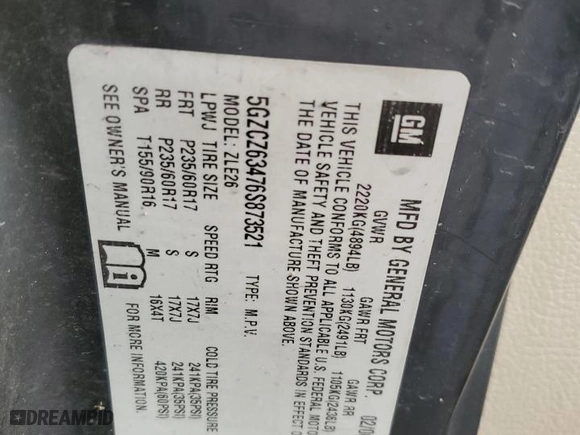 GM MFD BY GENERAL MOTORS CORP. 02/0
GVWR GAWR FRT GAWR RR
2220KG(4894LB) 1130KG(2491LB) 1105KG(2436LB)
THIS VEHICLE CONFORMS TO ALL APPLICABLE U.S. FEDERAL MOTOR
VEHICLE SAFETY AND THEFT PREVENTION STANDARDS IN EFFECT O
THE DATE OF MANUFACTURE SHOWN ABOVE.
5GZCZ63476S873521 TYPE: M.P.V.
MODEL: ZLE26
LPWJ TIRE SIZE SPEED RTG RIM COLD TIRE PRESSURE
FRT P235/60R17 S 17X7J 241KPA(35PSI)
RR P235/60R17 S 17X7J 241KPA(35PSI)
SPA T155/90R16 M 16X4T 420KPA(60PSI)
SEE OWNER'S MANUAL FOR MORE INFORMATION.
DREAMBID